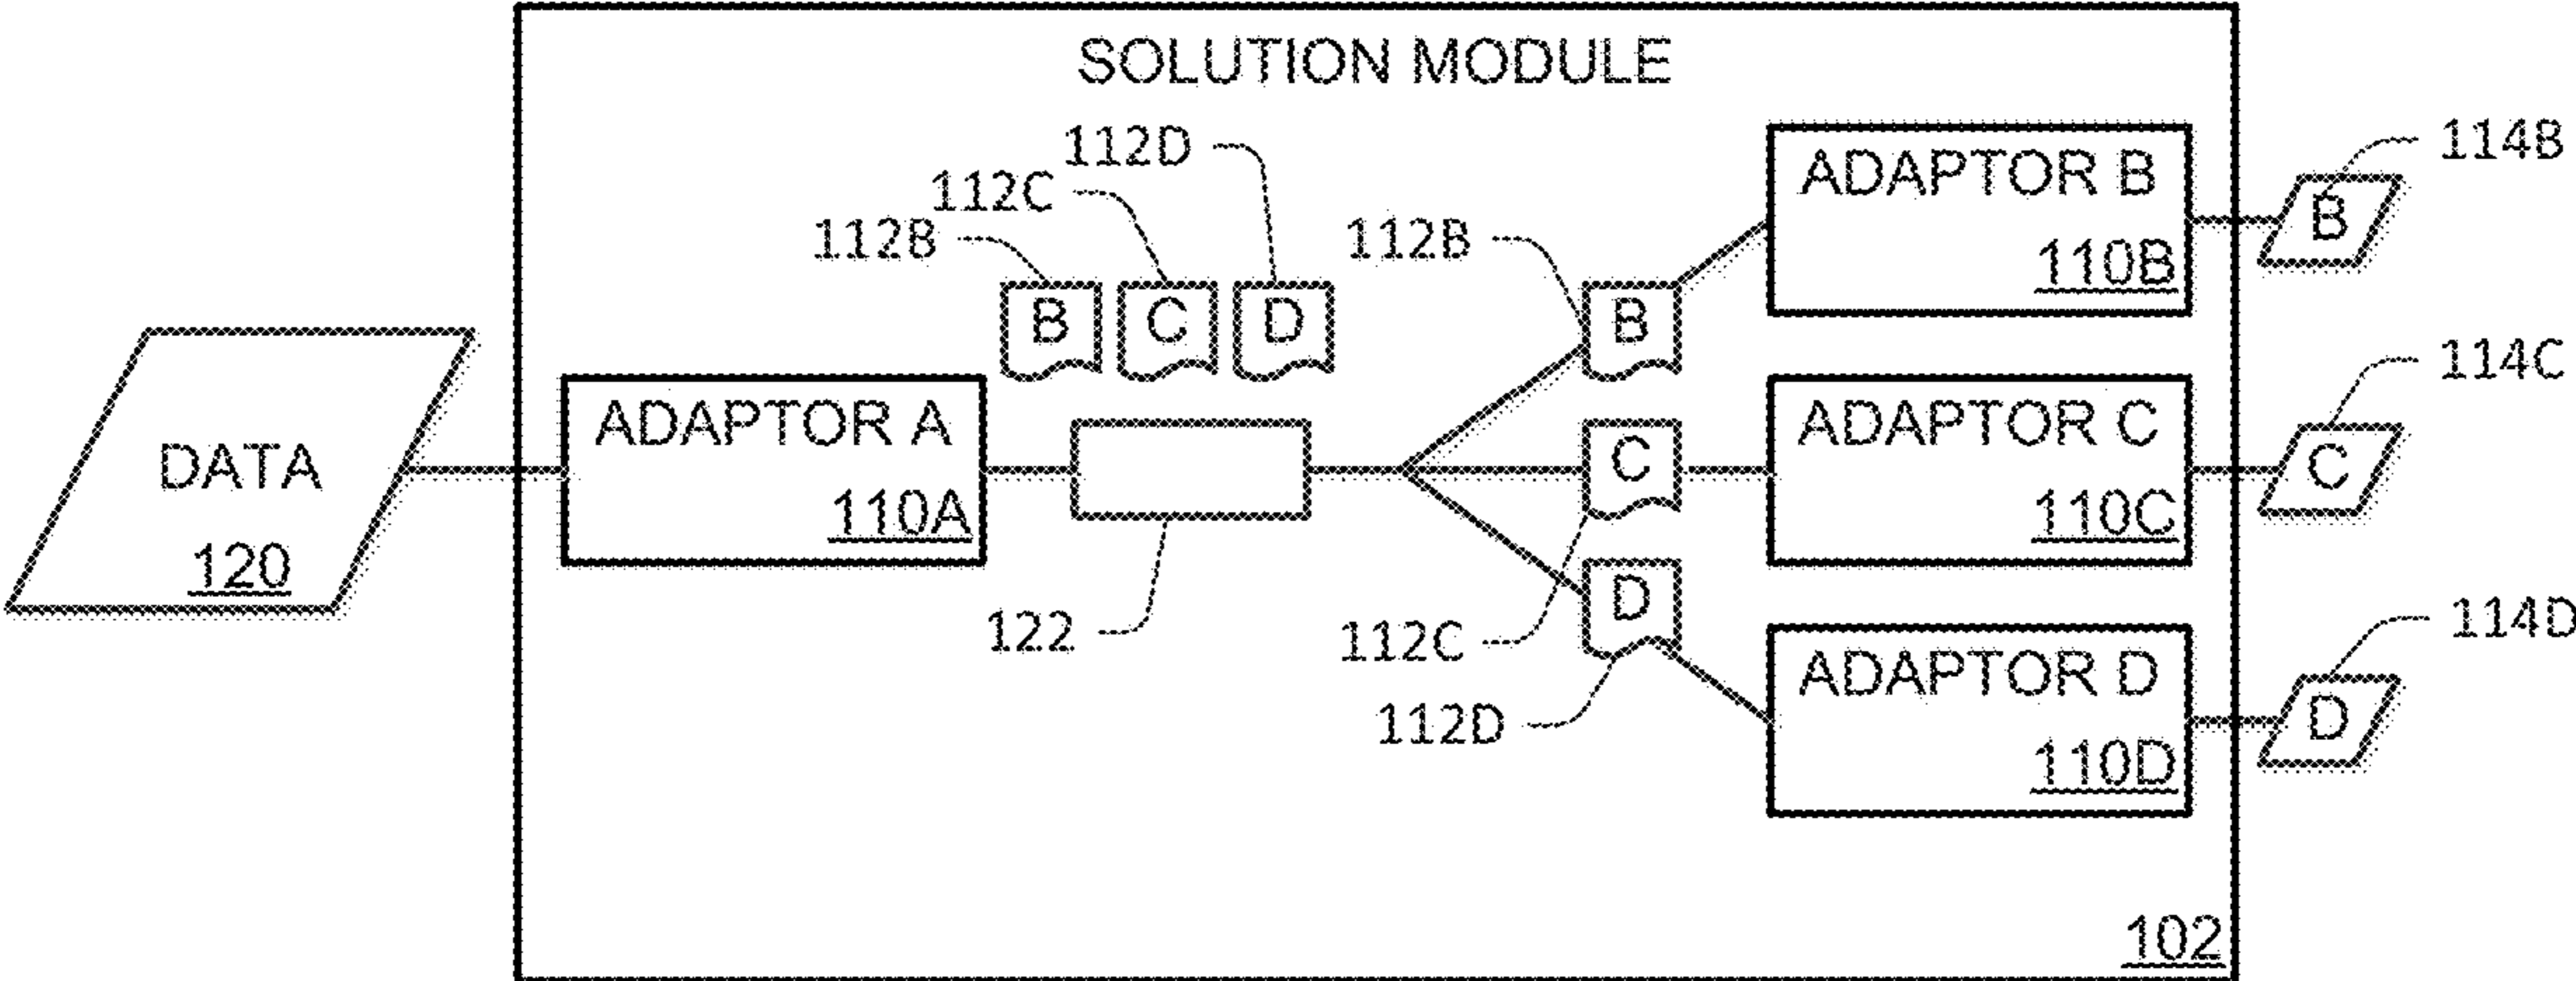 SOLUTION MODULE
112D
112C
112B
112B
ADAPTOR B
110B
114B
B
B
C
D
B
DATA
120
ADAPTOR A
110A
122
C
ADAPTOR C
110C
114C
C
112C
D
112D
ADAPTOR D
110D
114D
D
102